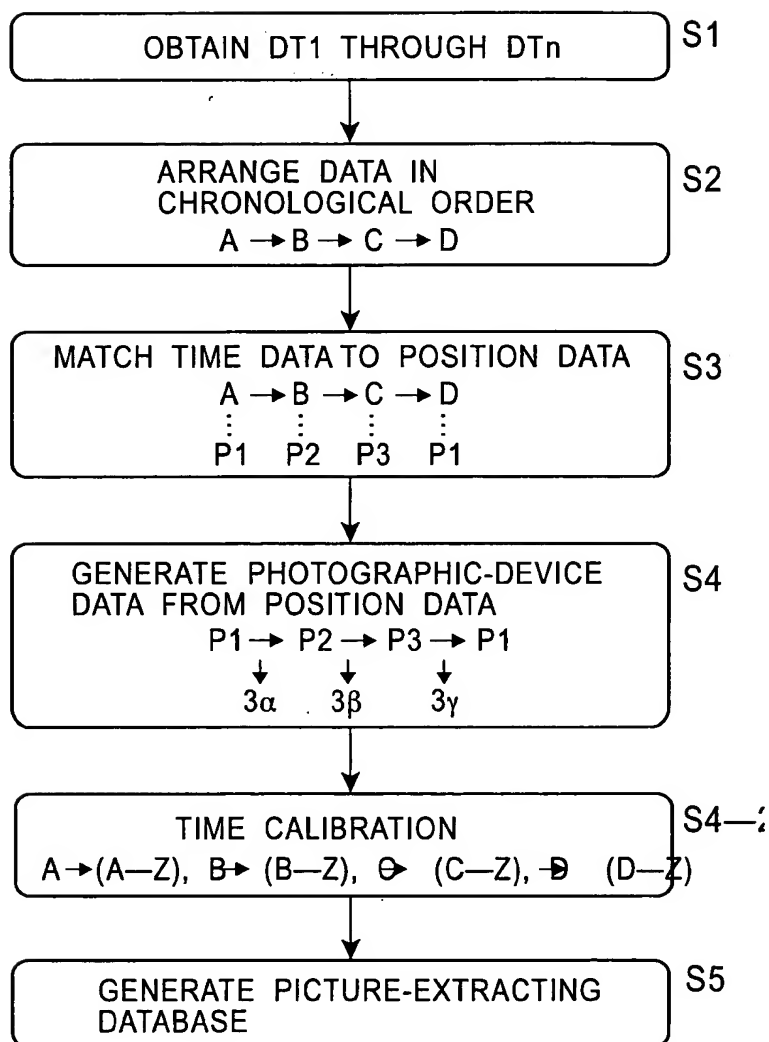 OBTAIN DT1 THROUGH DTn
S1
ARRANGE DATA IN
CHRONOLOGICAL ORDER
A → B → C → D
S2
MATCH TIME DATA TO POSITION DATA
A → B → C → D
P1 P2 P3 P1
S3
GENERATE PHOTOGRAPHIC-DEVICE
DATA FROM POSITION DATA
P1 → P2 → P3 → P1
3α 3β 3γ
S4
TIME CALIBRATION
A → (A—Z), B → (B—Z), C → (C—Z), → D (D—Z)
S4—2
GENERATE PICTURE-EXTRACTING
DATABASE
S5